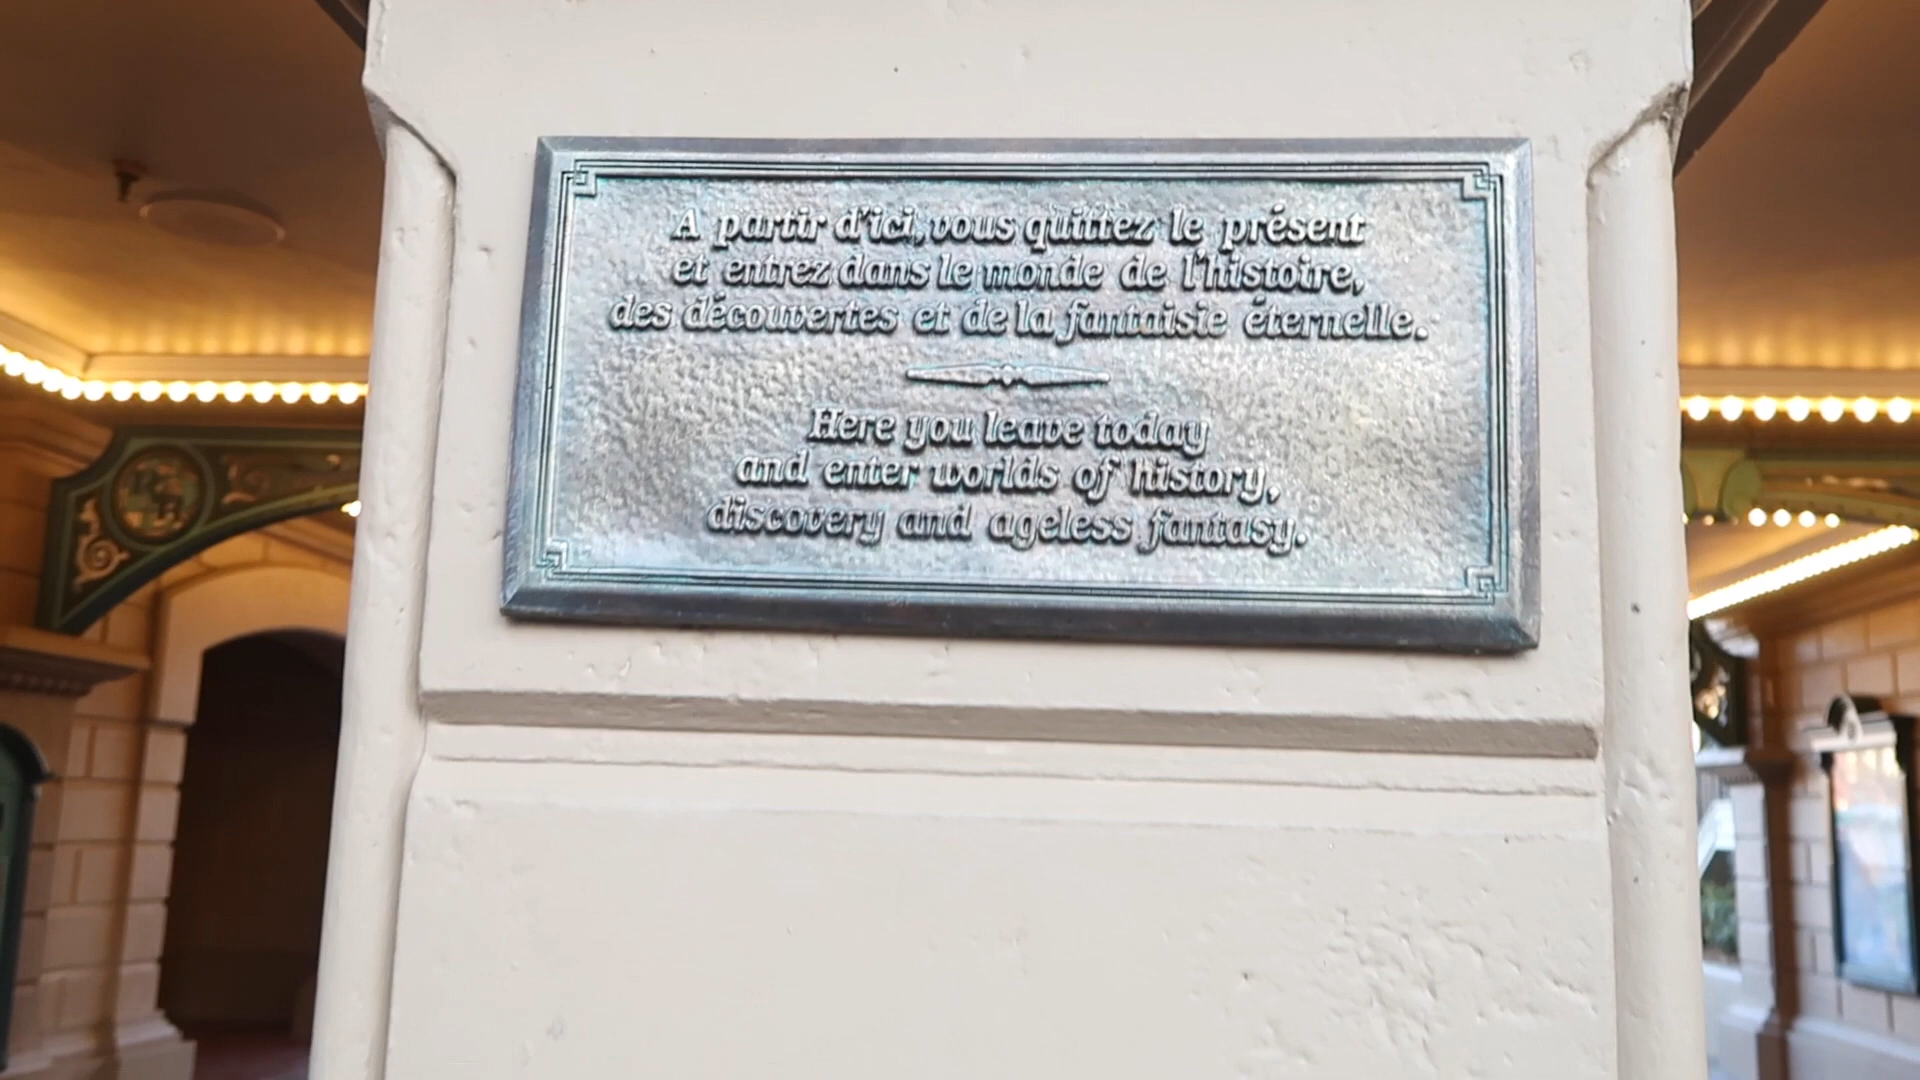 A partir d'ici, vous quittez le présent
et entrez dans le monde de l'histoire,
des découvertes et de la fantaisie éternelle.
Here you leave today
and enter worlds of history,
discovery and ageless fantasy.